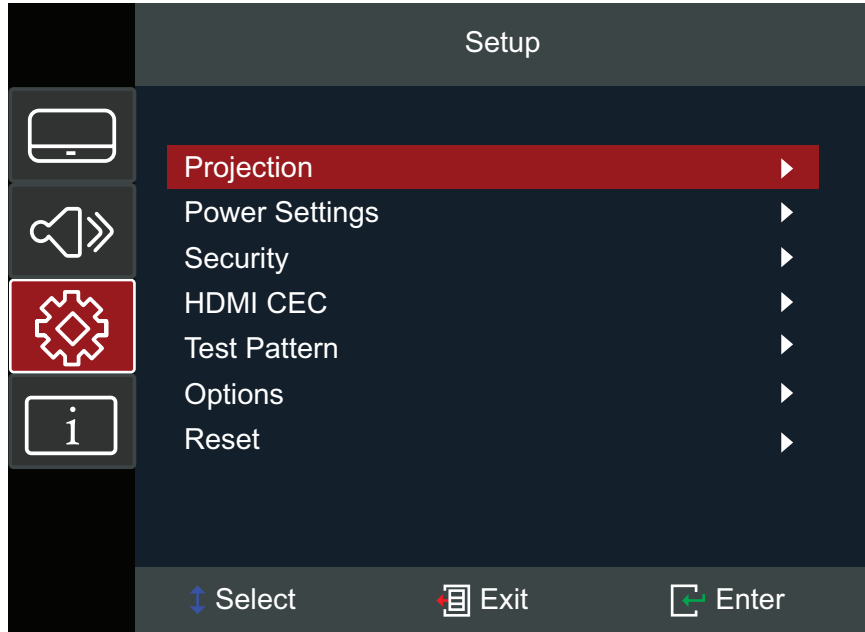 Setup
Projection
Power Settings
Security
HDMI CEC
Test Pattern
Options
i
Reset
Select Exit Enter